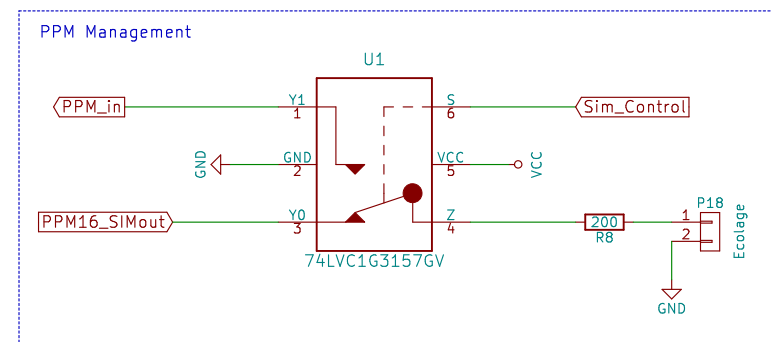 PPM Management
U1
PPM_in
Y1
1
S
6
Sim_Control
GND
GND
2
VCC
5
VCC
PPM16_SIMout
Y0
3
Z
4
200
R8
P18
1
2
Ecolage
74LVC1G3157GV
GND